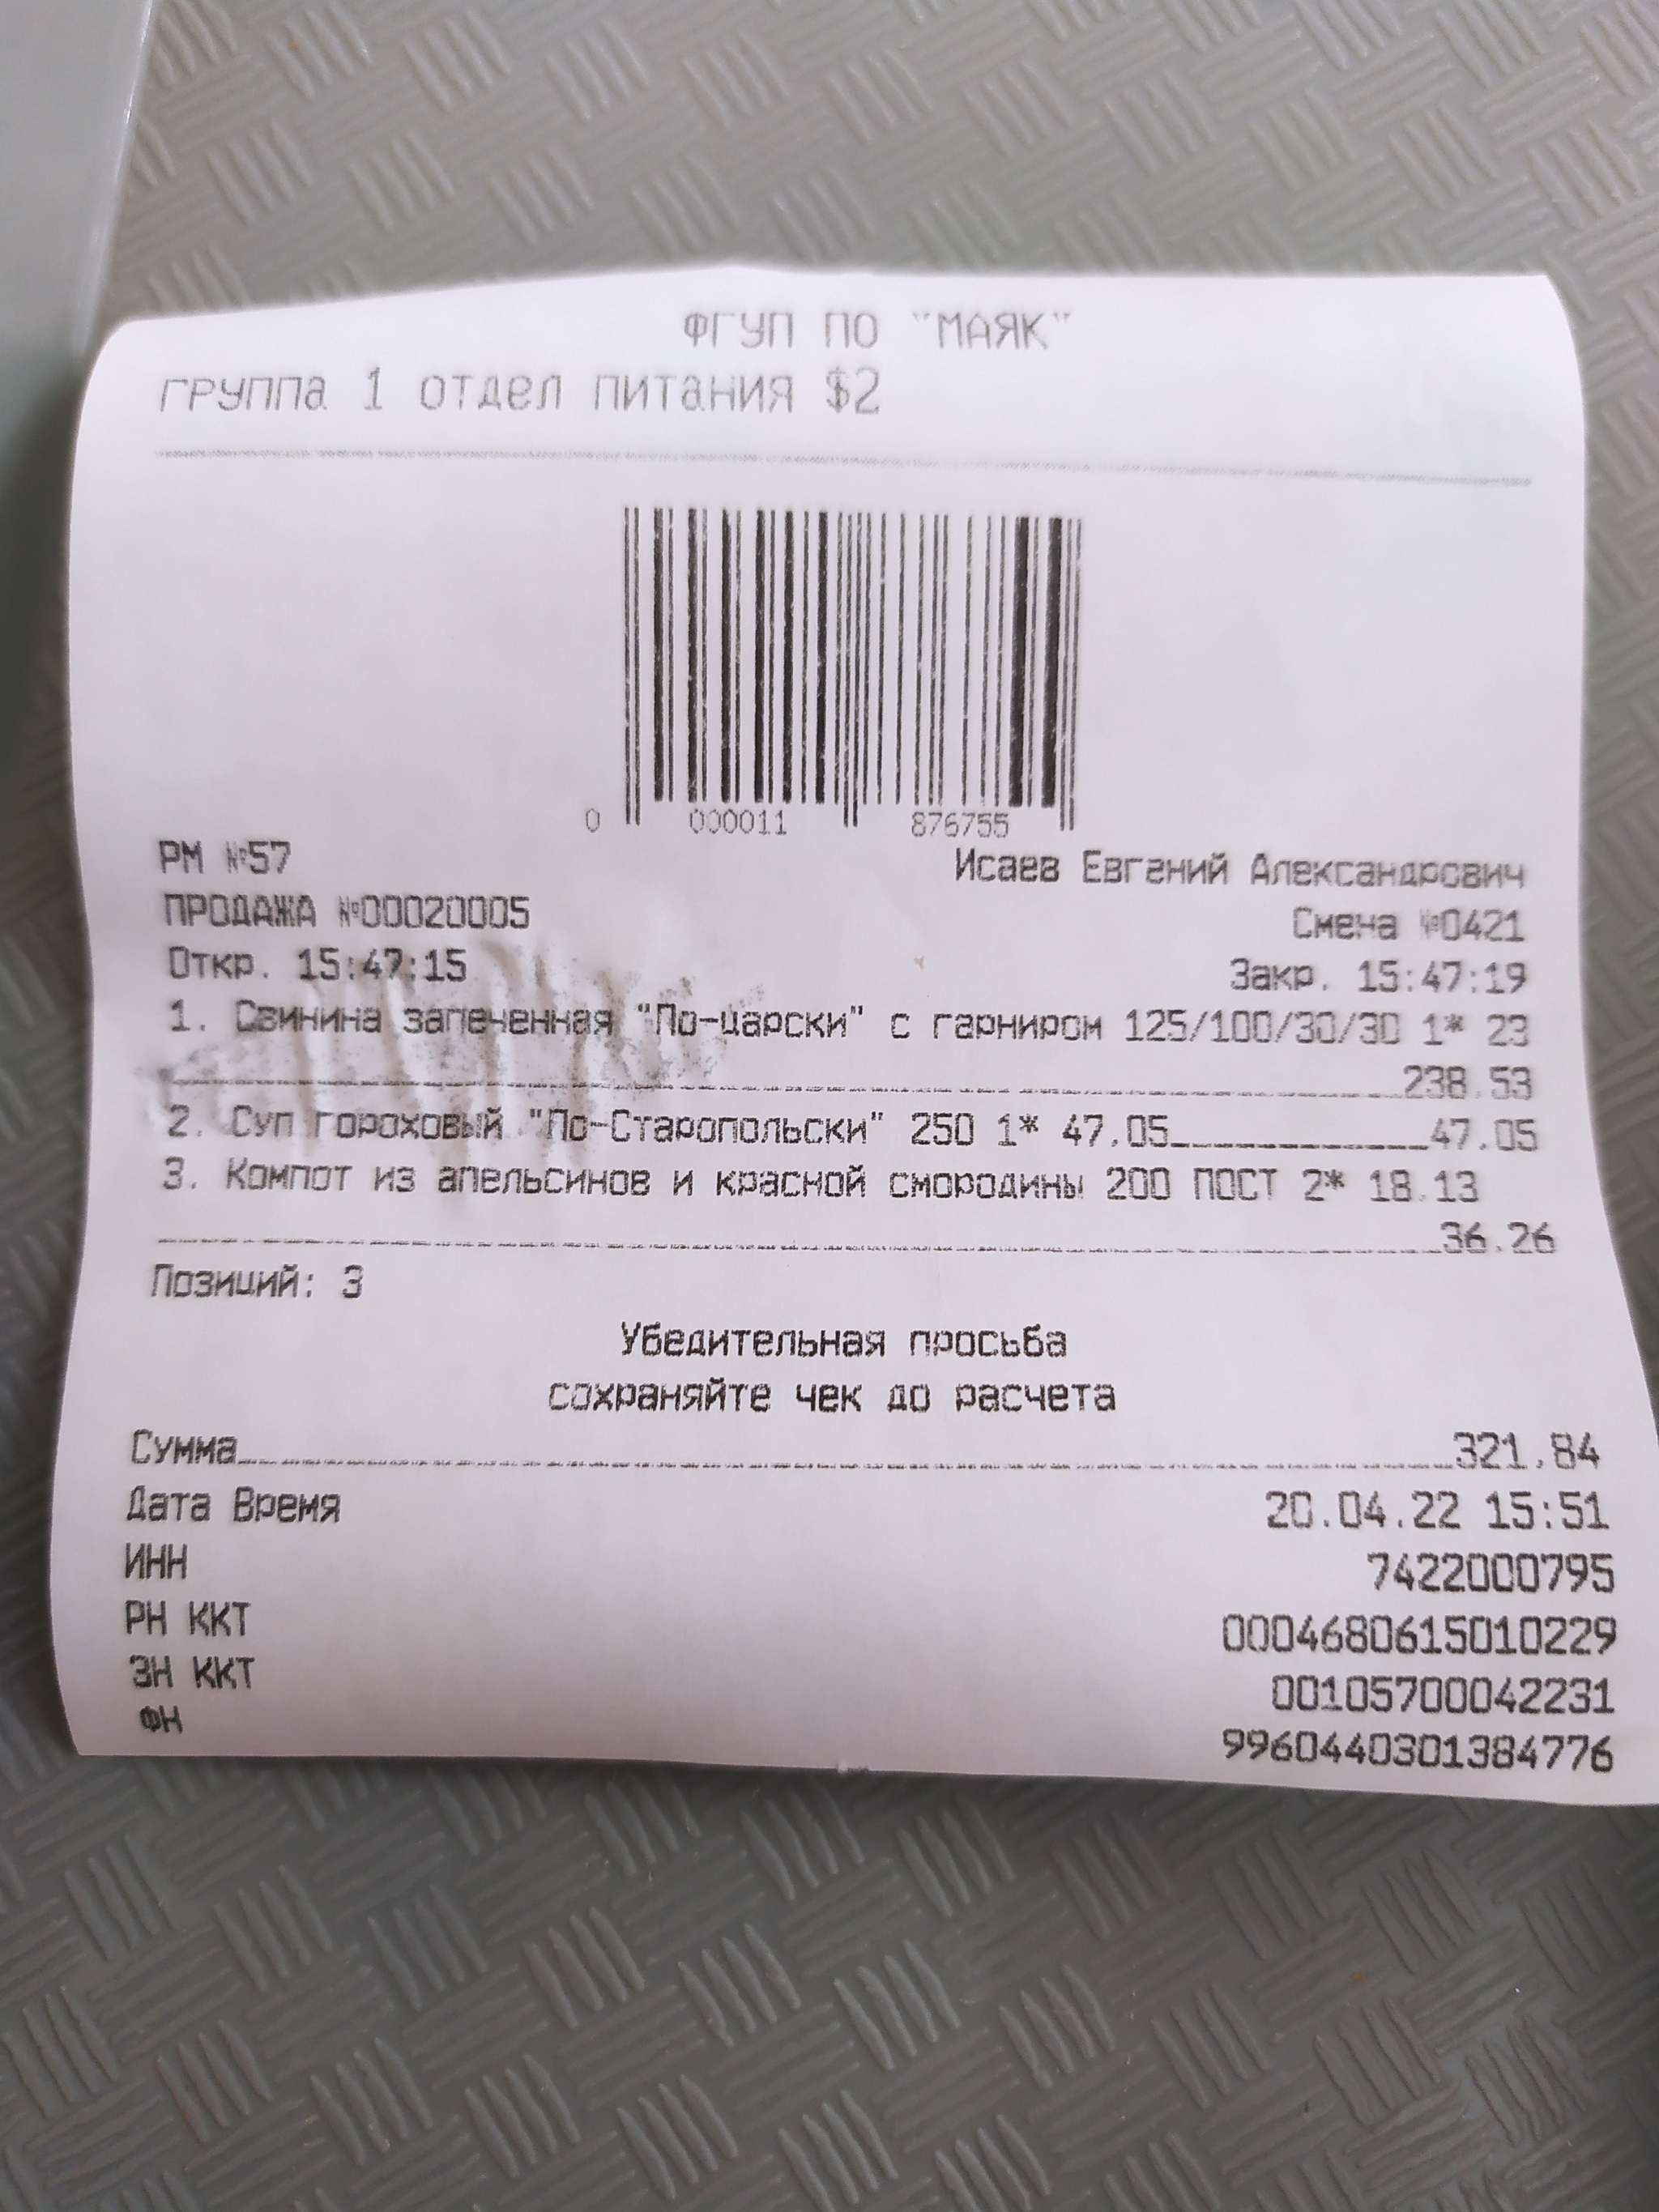 ФГУП ПО "МАЯК"
ГРУППа 1 отдел питания $2
0 000011 876755
РМ №57 Исаев Евгений Александрович
ПРОДАЖА №00020005 Смена №0421
Откр. 15:47:15 Закр. 15:47:19
1. Свинина запеченная "По-царски" с гарниром 125/100/30/30 1* 23
238.53
2. Суп гороховый "По-Старопольски" 250 1* 47.05 47.05
3. Компот из апельсинов и красной смородины 200 ПОСТ 2* 18.13
36.26
Позиций: 3
Убедительная просьба
сохраняйте чек до расчета
Сумма 321.84
Дата Время 20.04.22 15:51
ИНН 7422000795
РН ККТ 0004680615010229
ЗН ККТ 00105700042231
ФН 9960440301384776